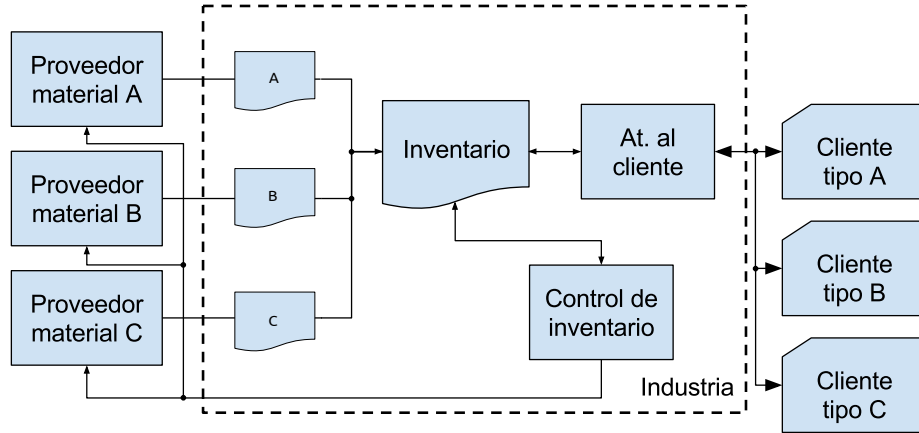 Proveedor
material A
A
Proveedor
material B
B
Proveedor
material C
C
Inventario
At. al
cliente
Control de
inventario
Industria
Cliente
tipo A
Cliente
tipo B
Cliente
tipo C